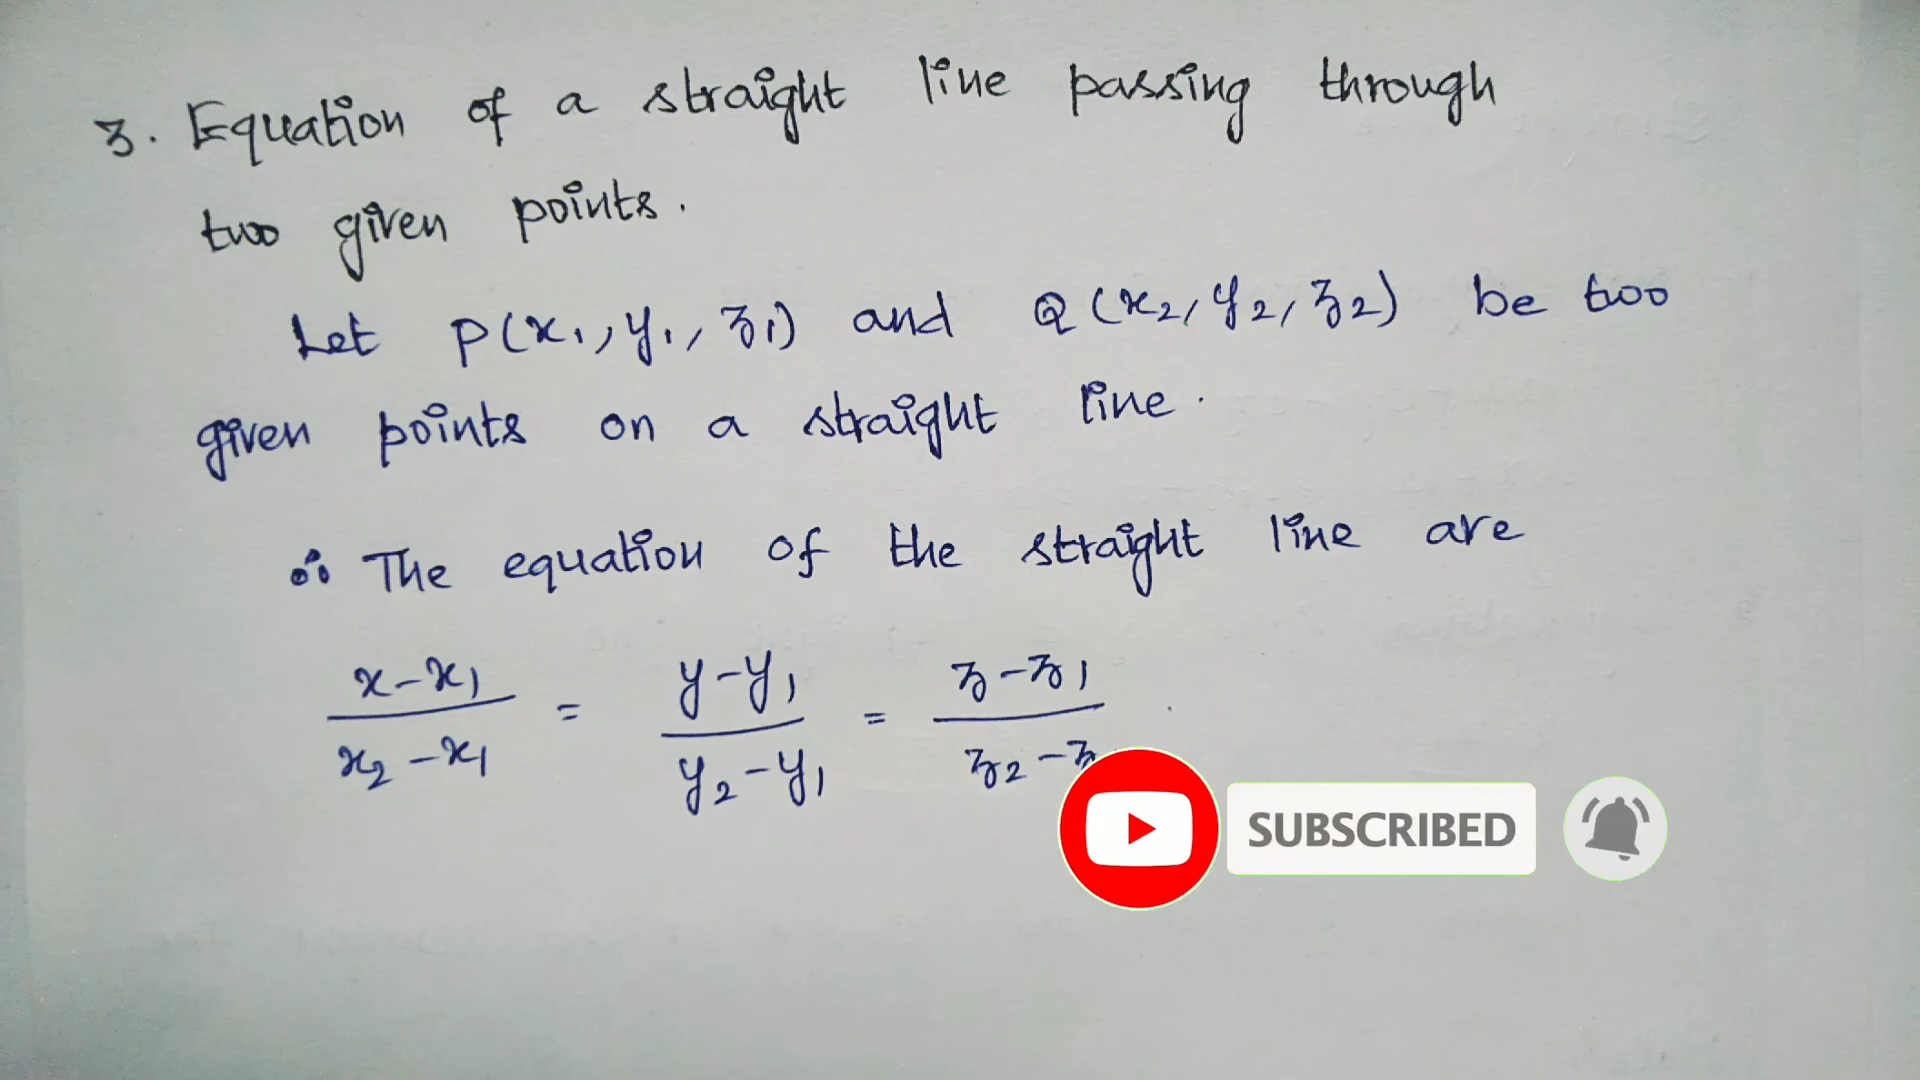 3. Equation of a straight line passing through
two given points.
Let P(x₁, y₁, z₁) and Q(x₂, y₂, z₂) be two
given points on a straight line.
∴ The equation of the straight line are
(x-x₁)/(x₂-x₁) = (y-y₁)/(y₂-y₁) = (z-z₁)/(z₂-z
SUBSCRIBED